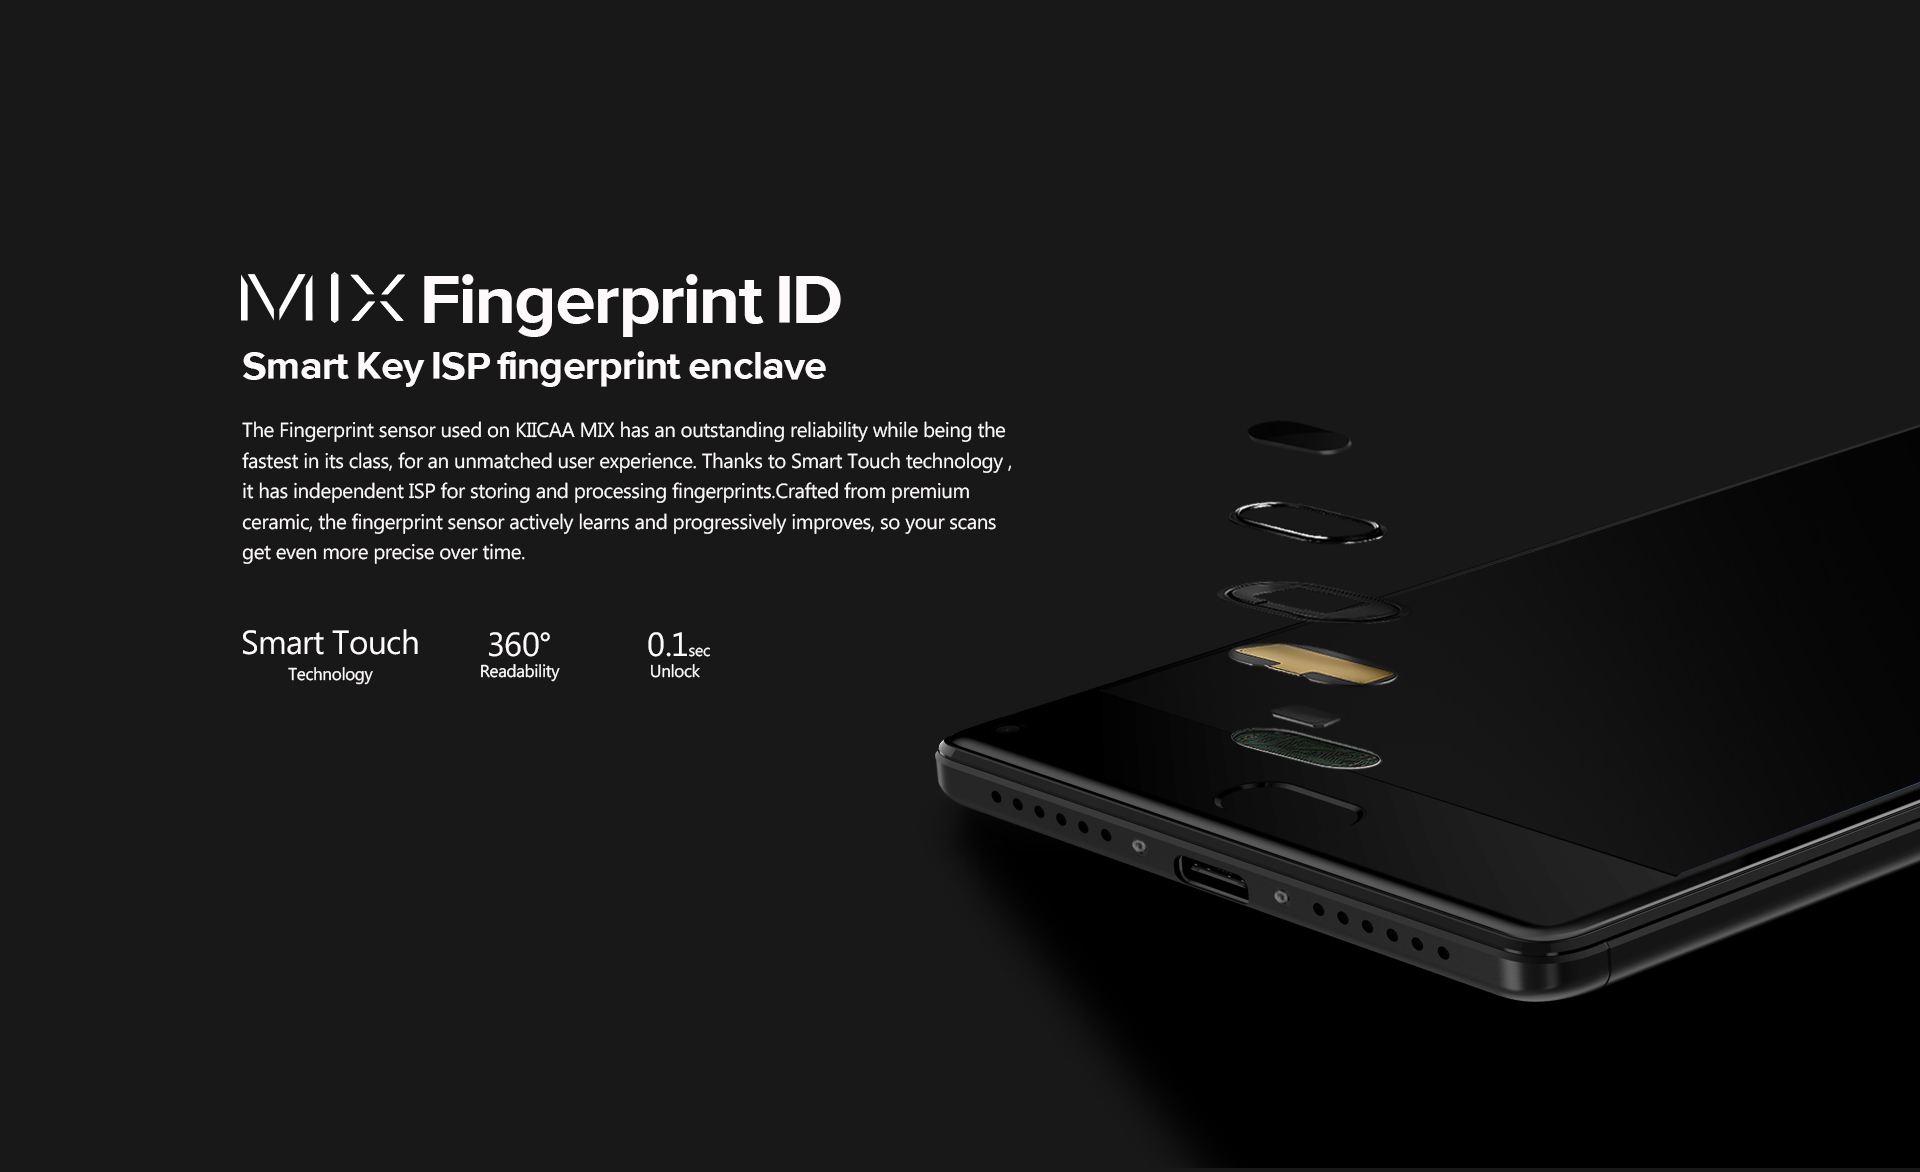 MIX Fingerprint ID
Smart Key ISP fingerprint enclave
The Fingerprint sensor used on KIICAA MIX has an outstanding reliability while being the
fastest in its class, for an unmatched user experience. Thanks to Smart Touch technology ,
it has independent ISP for storing and processing fingerprints.Crafted from premium
ceramic, the fingerprint sensor actively learns and progressively improves, so your scans
get even more precise over time.
Smart Touch
Technology
360°
Readability
0.1sec
Unlock